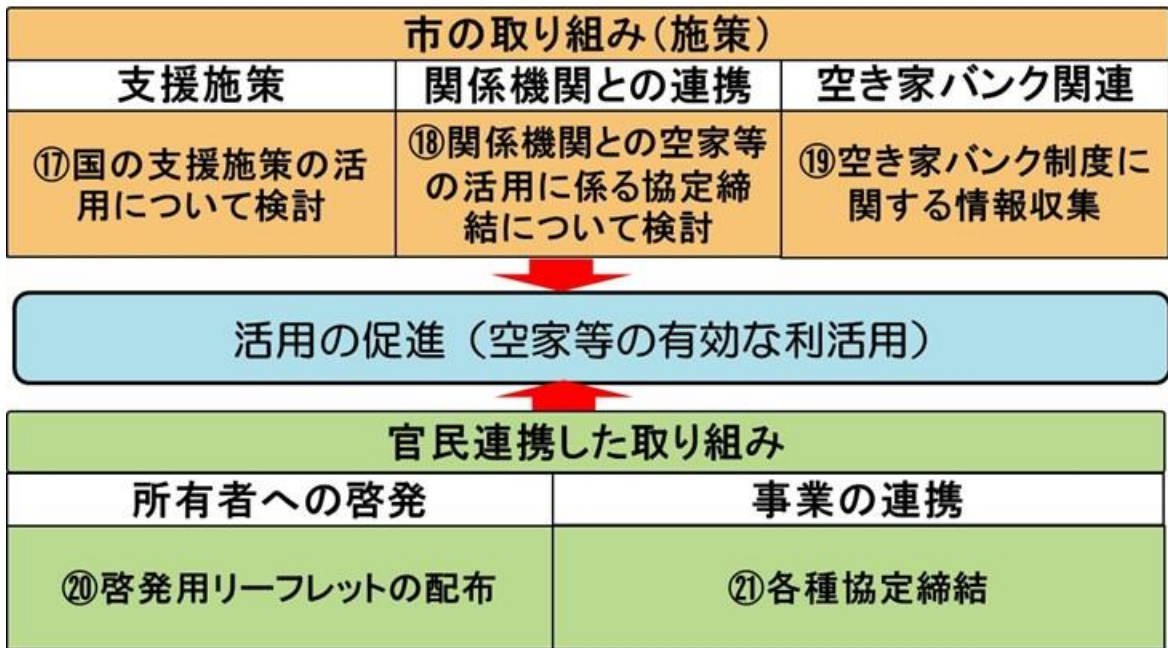 市の取り組み（施策）
支援施策
関係機関との連携
空き家バンク関連
⑰国の支援施策の活
用について検討
⑱関係機関との空家等
の活用に係る協定締
結について検討
⑲空き家バンク制度に
関する情報収集
活用の促進（空家等の有効な利活用）
官民連携した取り組み
所有者への啓発
事業の連携
⑳啓発用リーフレットの配布
㉑各種協定締結